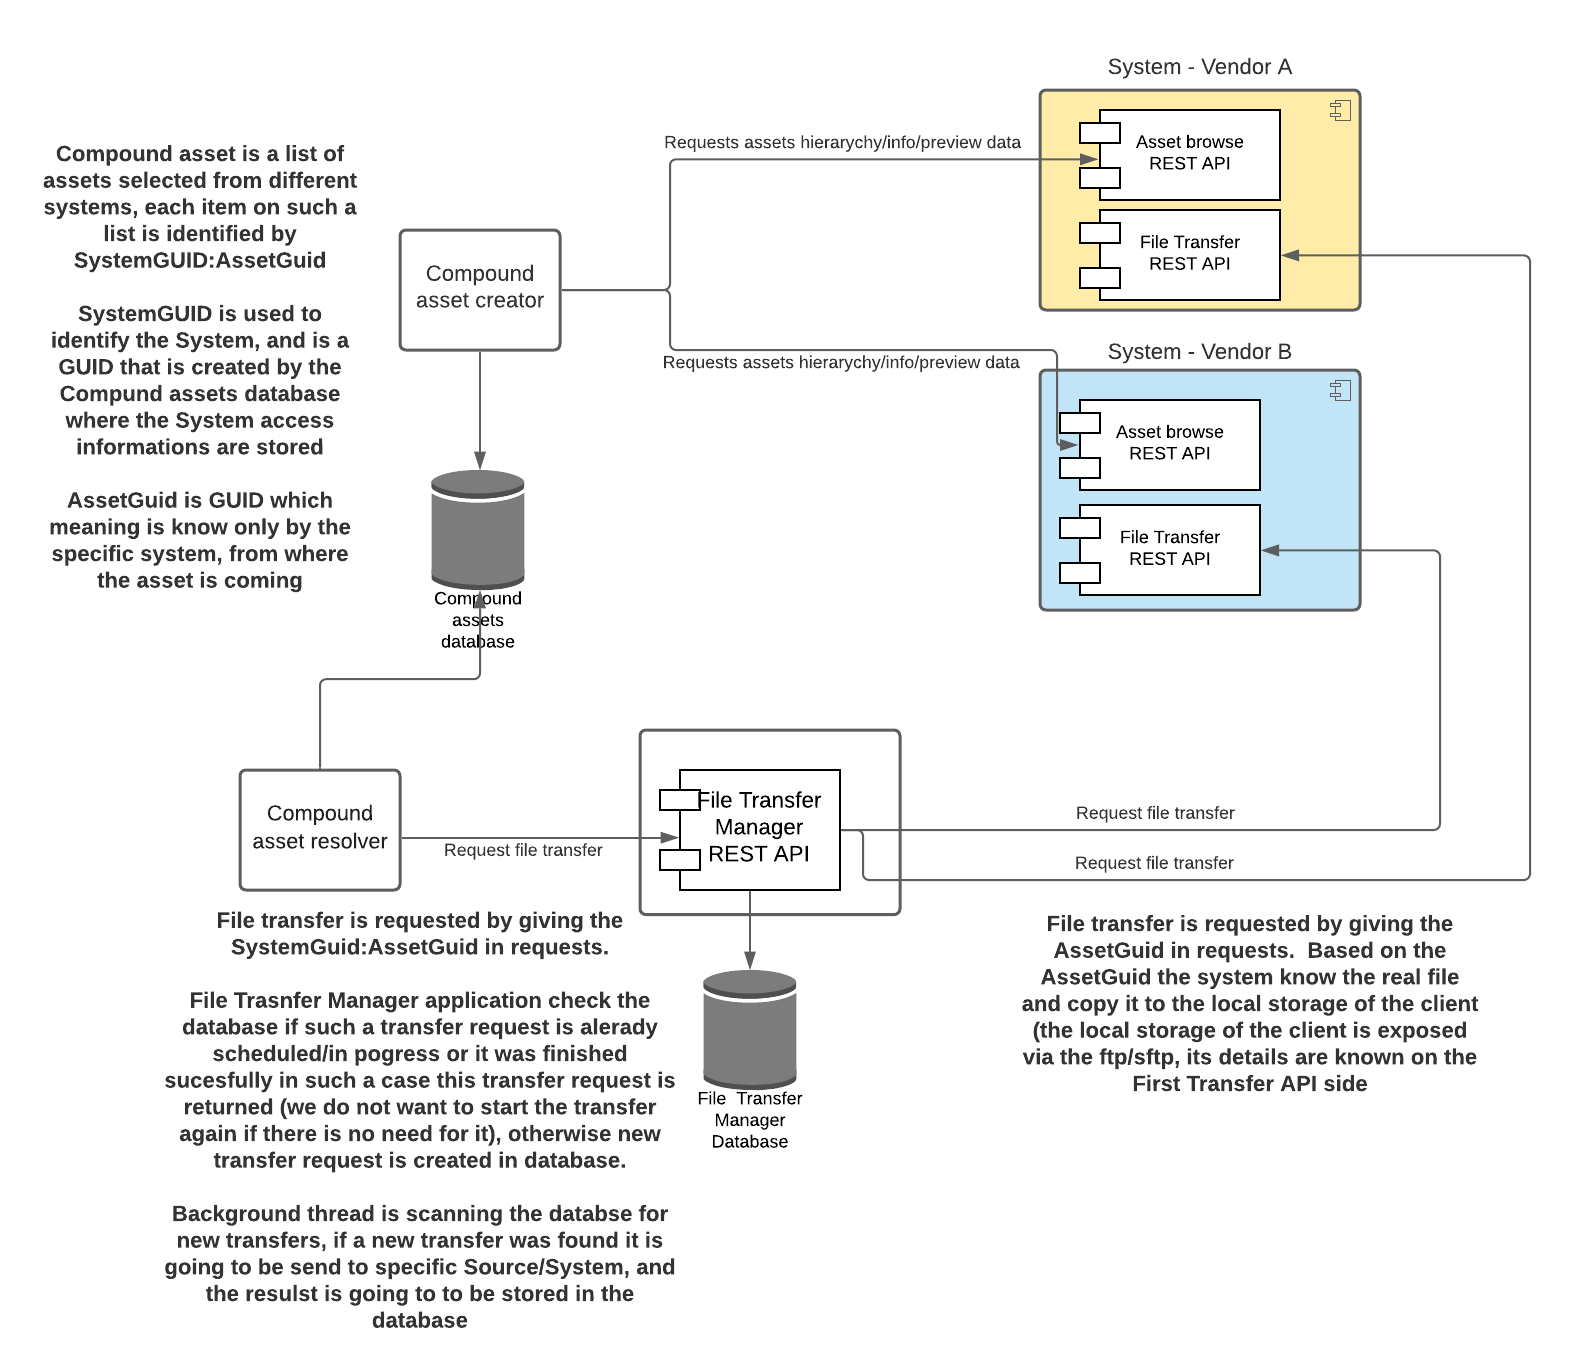 System - Vendor A
Requests assets hierarychy/info/preview data
Asset browse
REST API
File Transfer
REST API
Compound asset is a list of
assets selected from different
systems, each item on such a
list is identified by
SystemGUID:AssetGuid
SystemGUID is used to
identify the System, and is a
GUID that is created by the
Compund assets database
where the System access
informations are stored
AssetGuid is GUID which
meaning is know only by the
specific system, from where
the asset is coming
Compound
asset creator
System - Vendor B
Requests assets hierarychy/info/preview data
Asset browse
REST API
File Transfer
REST API
Compound
assets
database
Compound
asset resolver
Request file transfer
File Transfer
Manager
REST API
Request file transfer
Request file transfer
File transfer is requested by giving the
SystemGuid:AssetGuid in requests.
File Trasnfer Manager application check the
database if such a transfer request is alerady
scheduled/in pogress or it was finished
sucesfully in such a case this transfer request is
returned (we do not want to start the transfer
again if there is no need for it), otherwise new
transfer request is created in database.
Background thread is scanning the databse for
new transfers, if a new transfer was found it is
going to be send to specific Source/System, and
the resulst is going to to be stored in the
database
File Transfer
Manager
Database
File transfer is requested by giving the
AssetGuid in requests.  Based on the
AssetGuid the system know the real file
and copy it to the local storage of the client
(the local storage of the client is exposed
via the ftp/sftp, its details are known on the
First Transfer API side